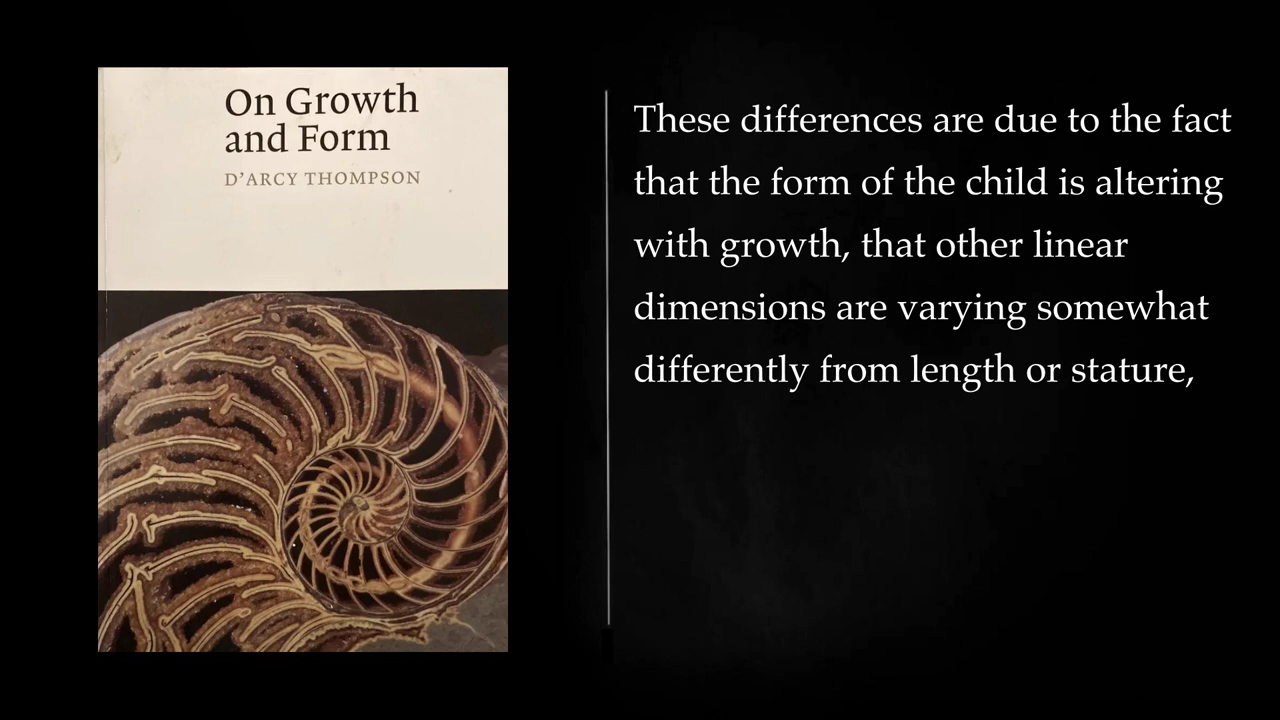 On Growth
and Form
D'ARCY THOMPSON
These differences are due to the fact
that the form of the child is altering
with growth, that other linear
dimensions are varying somewhat
differently from length or stature,